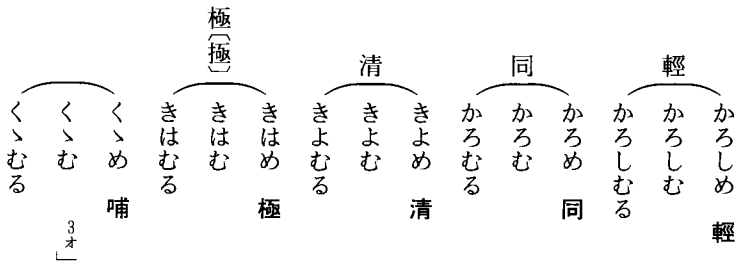 輕
かろしめ 輕
かろしむ
かろしむる
同
かろめ 同
かろむ
かろむる
清
きよめ 清
きよむ
きよむる
極〔𢱢〕
きはめ 極
きはむ
きはむる
くゝめ 哺
くゝむ 3オ」
くゝむる